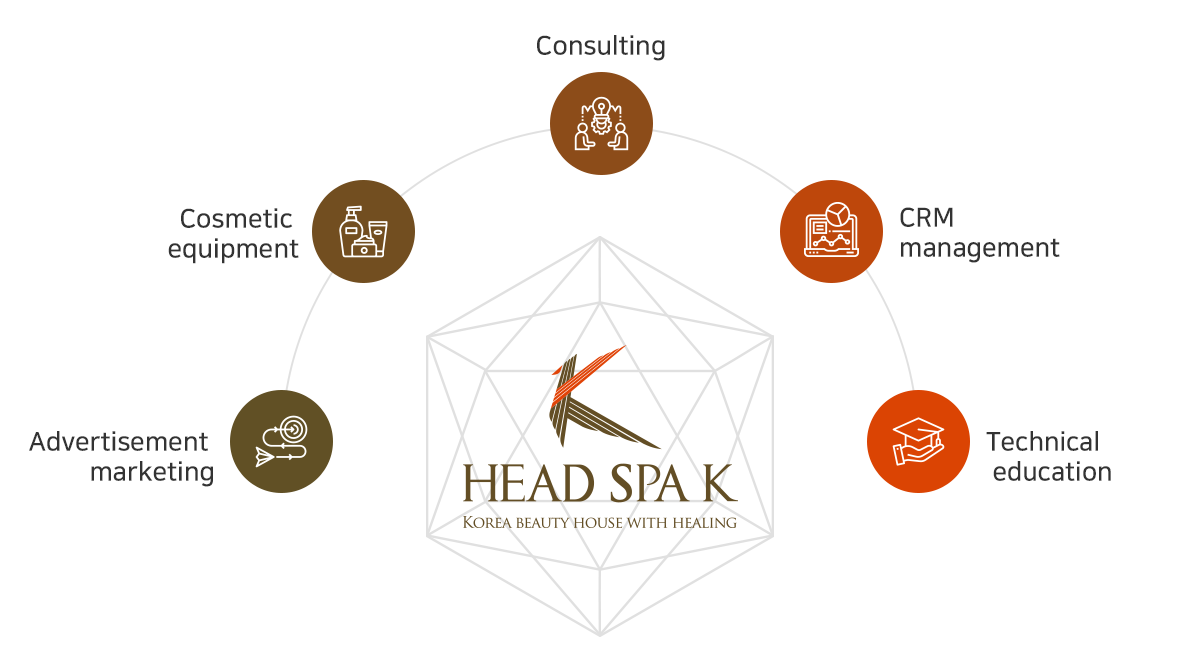 Consulting
Cosmetic
equipment
CRM
management
Advertisement
marketing
Technical
education
HEAD SPA K
KOREA BEAUTY HOUSE WITH HEALING